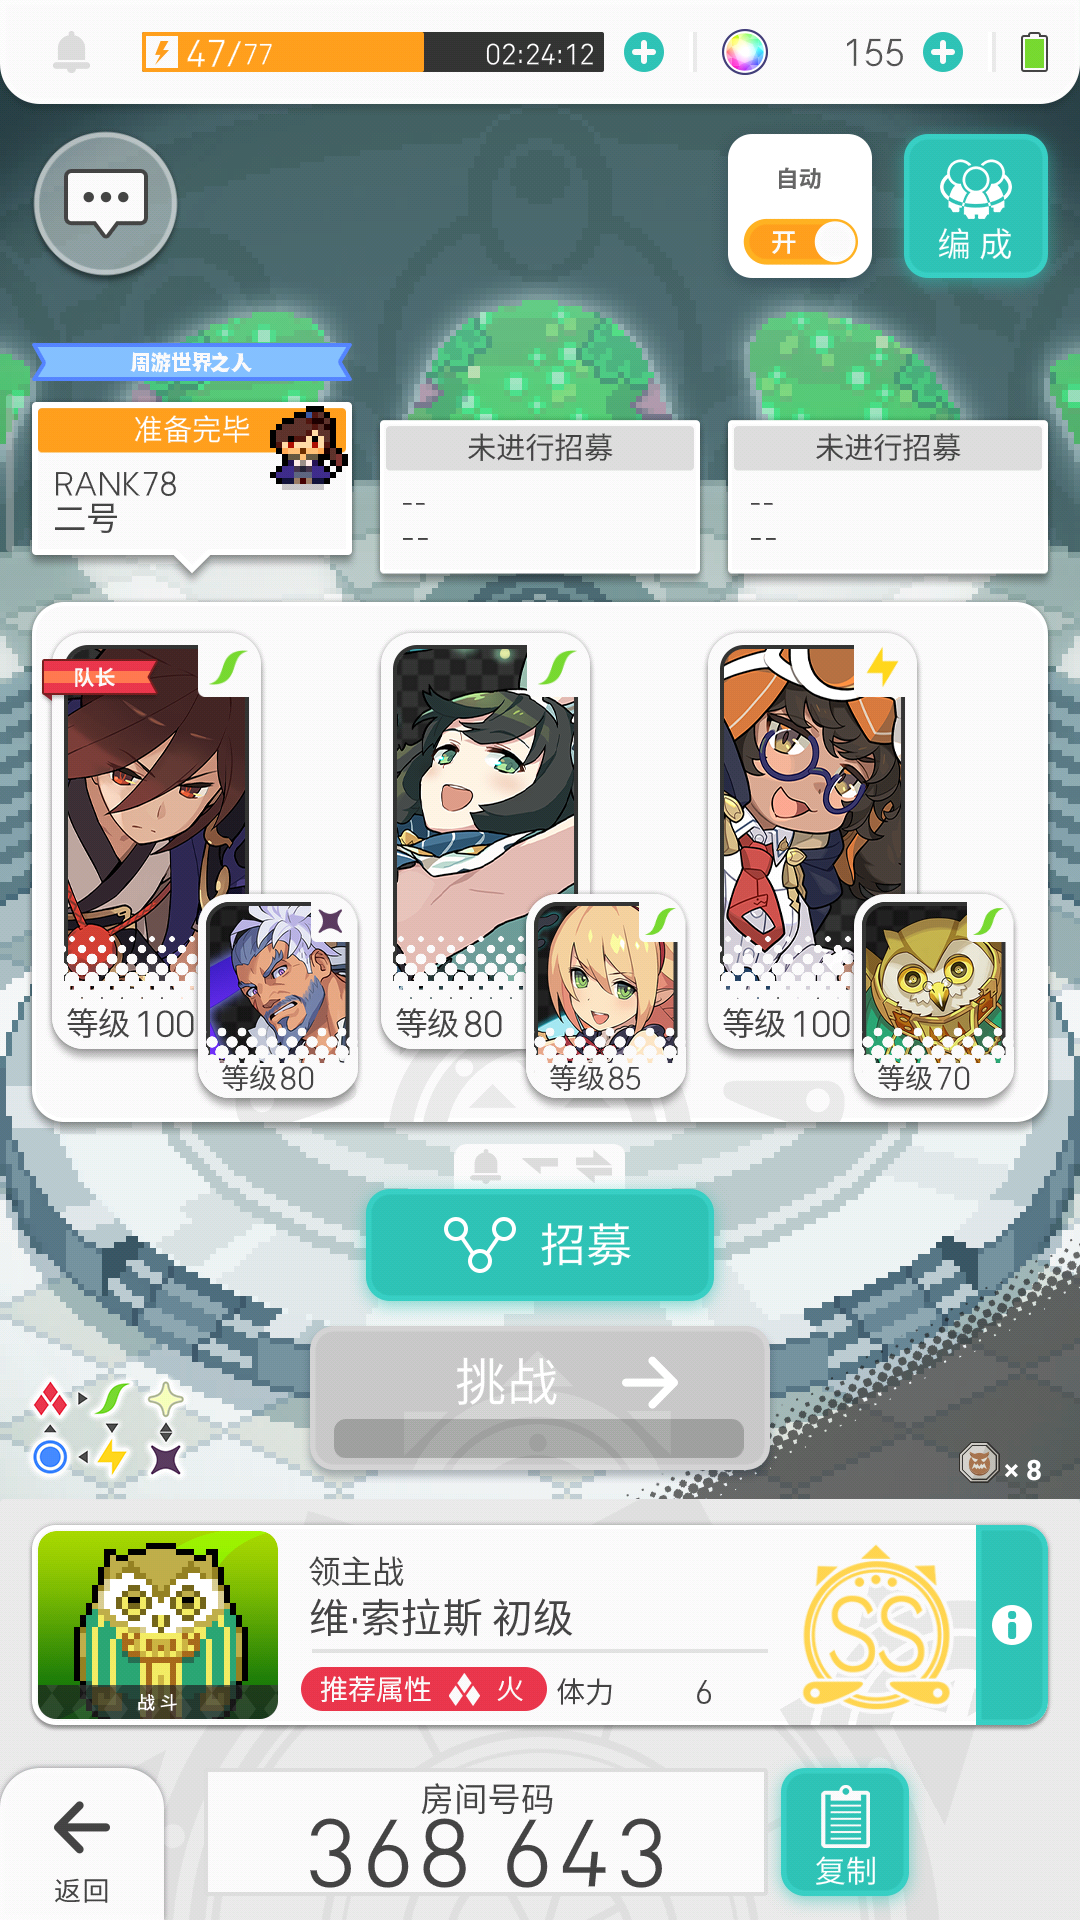 47/77
02:24:12
155
自动
开
编成
周游世界之人
准备完毕
RANK78
二号
未进行招募
--
--
未进行招募
--
--
队长
等级100
等级80
等级80
等级85
等级100
等级70
招募
挑战
×8
领主战
维·索拉斯 初级
推荐属性 火 体力 6
战斗
SS
房间号码
368 643
复制
返回